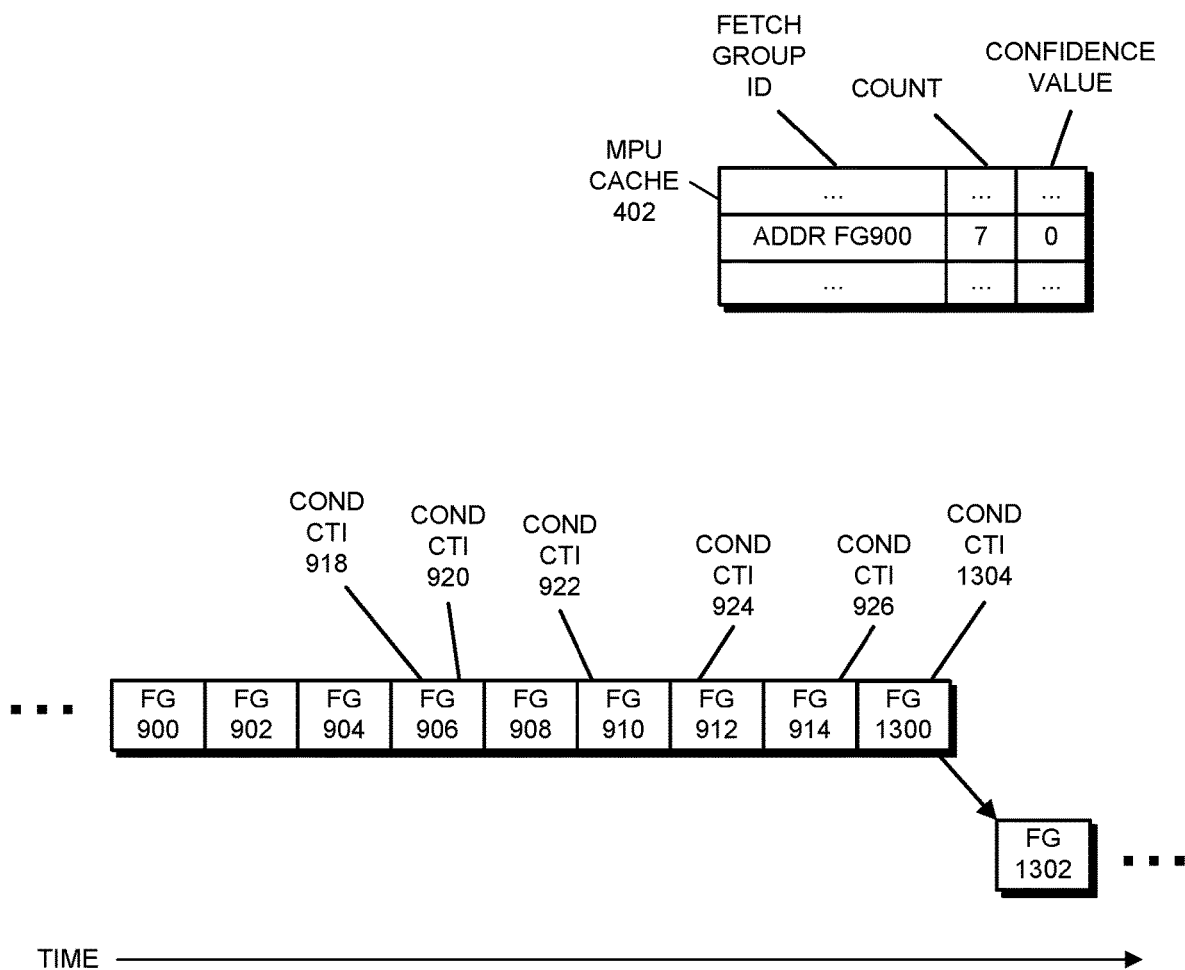 FETCH
GROUP
ID
COUNT
CONFIDENCE
VALUE
MPU
CACHE
402
... ... ...
ADDR FG900 7 0
... ... ...
COND
CTI
918
COND
CTI
920
COND
CTI
922
COND
CTI
924
COND
CTI
926
COND
CTI
1304
FG
900
FG
902
FG
904
FG
906
FG
908
FG
910
FG
912
FG
914
FG
1300
FG
1302
TIME